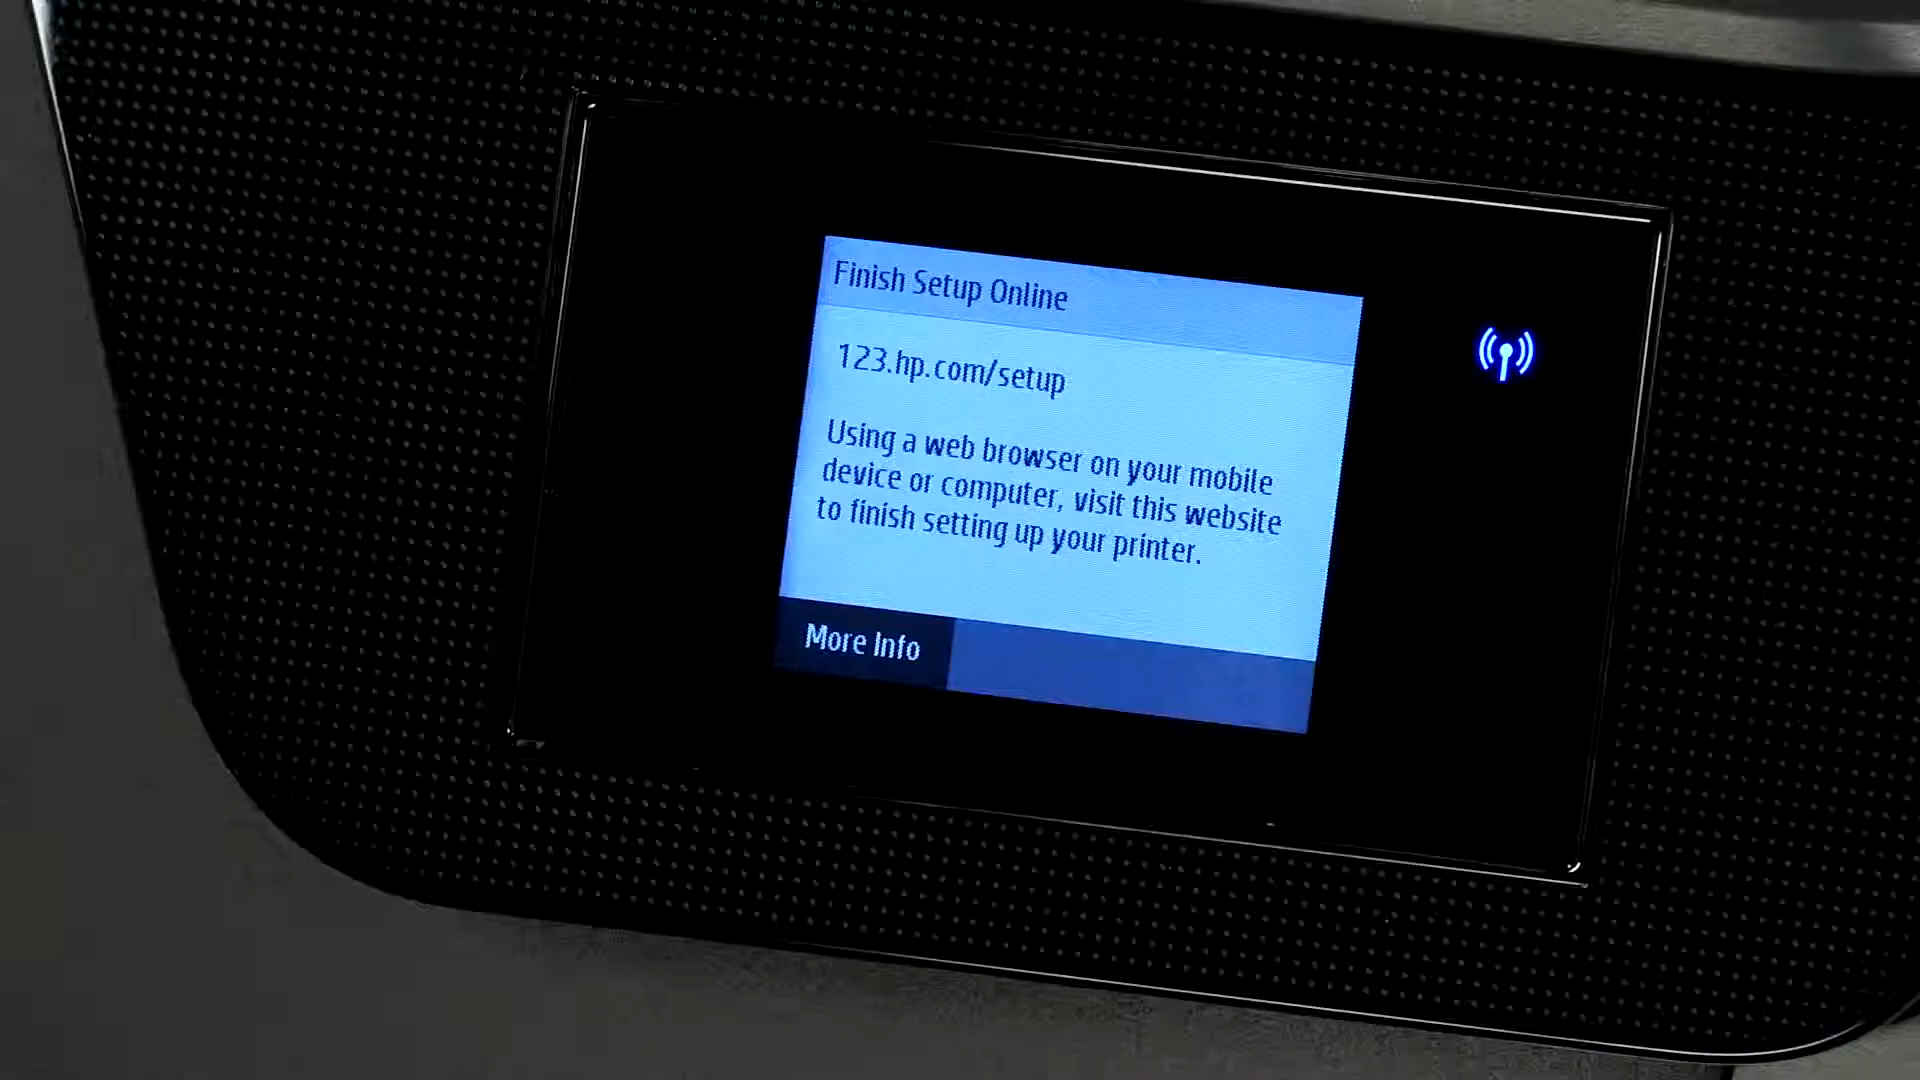 Finish Setup Online
123.hp.com/setup
Using a web browser on your mobile
device or computer, visit this website
to finish setting up your printer.
More Info